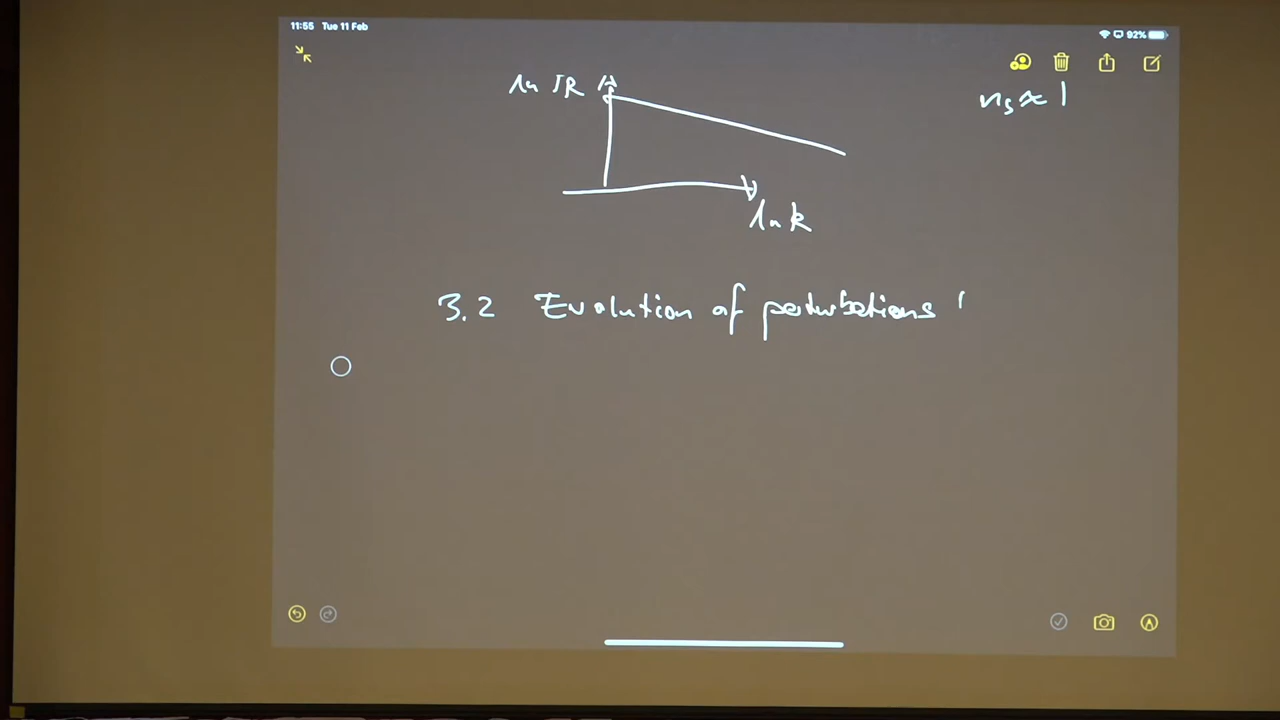 11:55 Tue 11 Feb
92%
ln
n_s ≈ 1
ln k
3.2 Evolution of perturbations